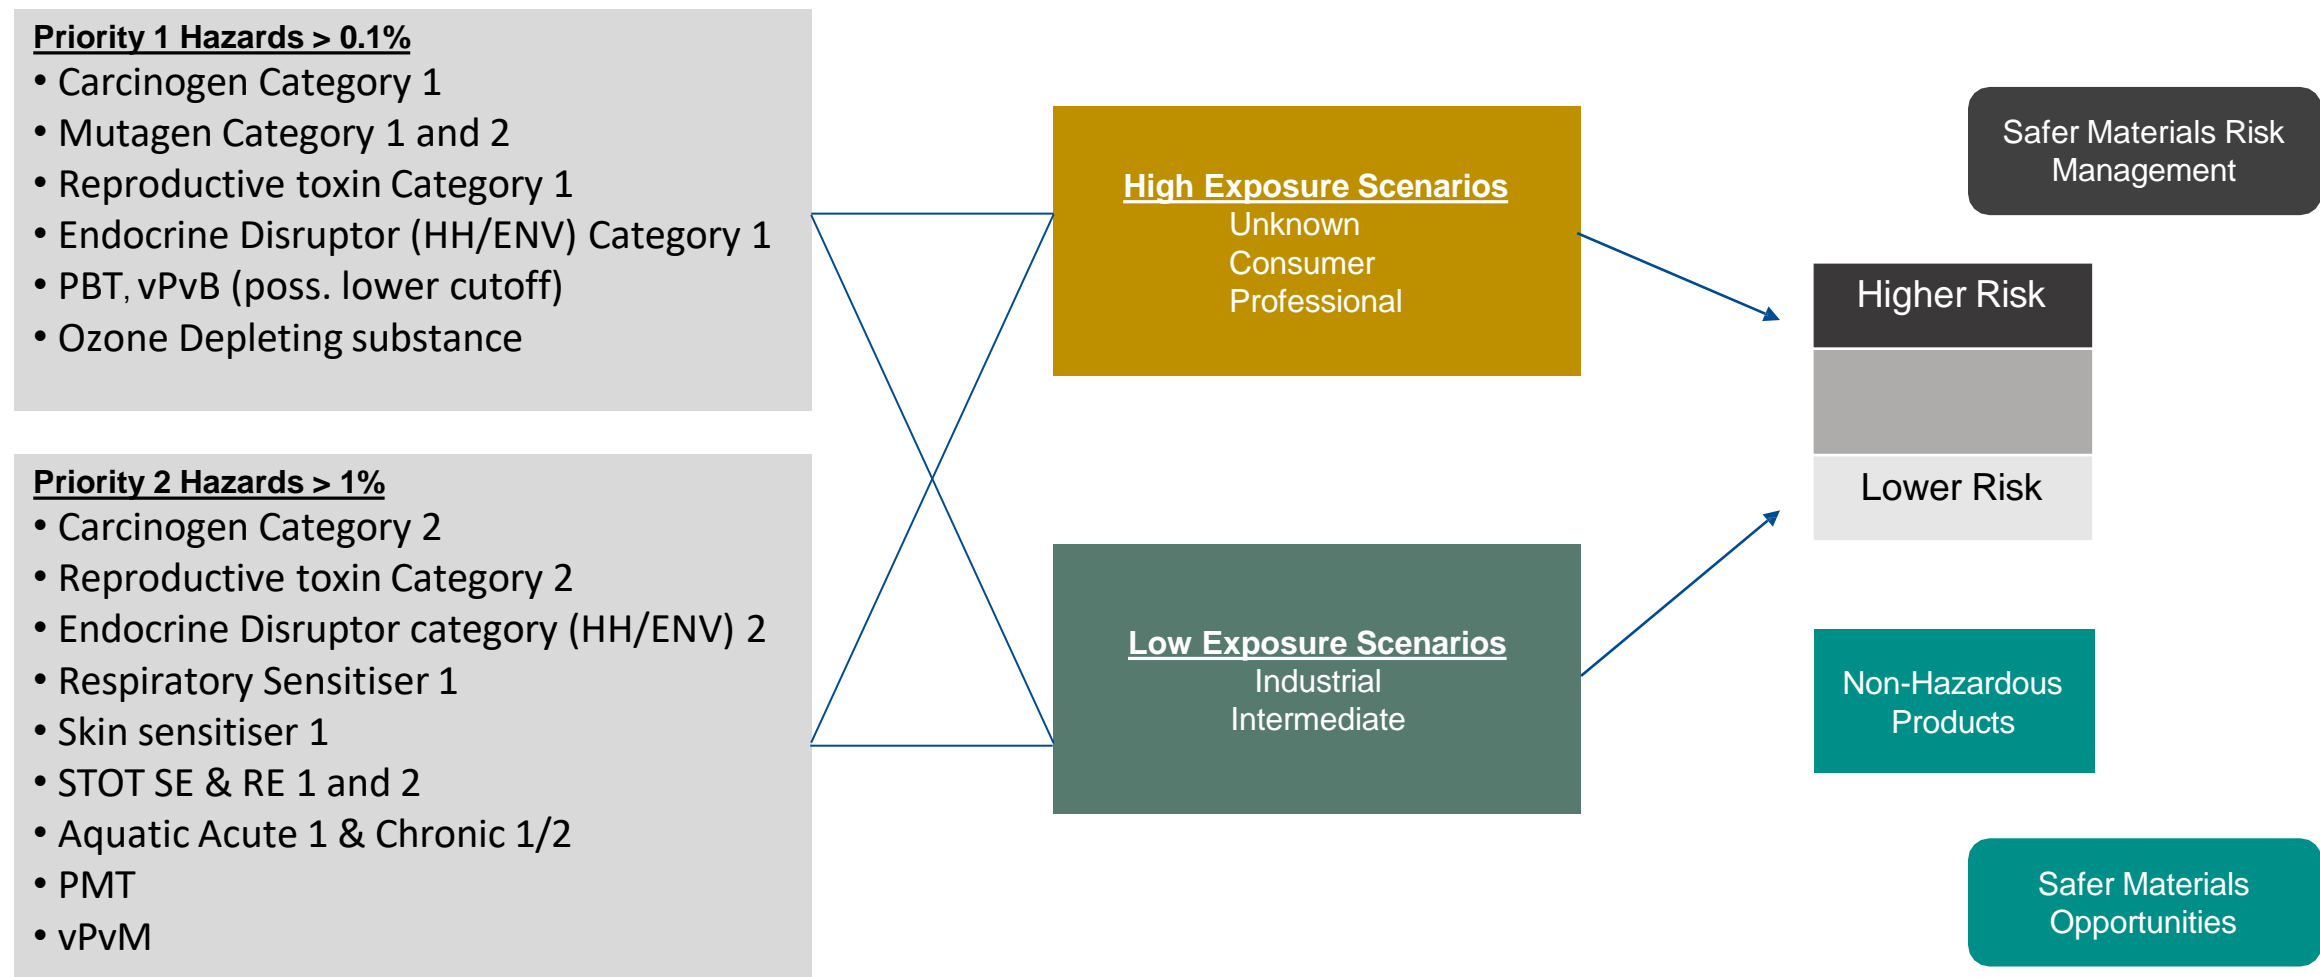 Priority 1 Hazards > 0.1%
• Carcinogen Category 1
• Mutagen Category 1 and 2
• Reproductive toxin Category 1
• Endocrine Disruptor (HH/ENV) Category 1
• PBT, vPvB (poss. lower cutoff)
• Ozone Depleting substance
Priority 2 Hazards > 1%
• Carcinogen Category 2
• Reproductive toxin Category 2
• Endocrine Disruptor category (HH/ENV) 2
• Respiratory Sensitiser 1
• Skin sensitiser 1
• STOT SE & RE 1 and 2
• Aquatic Acute 1 & Chronic 1/2
• PMT
• vPvM
High Exposure Scenarios
Unknown
Consumer
Professional
Low Exposure Scenarios
Industrial
Intermediate
Safer Materials Risk
Management
Higher Risk
Lower Risk
Non-Hazardous
Products
Safer Materials
Opportunities